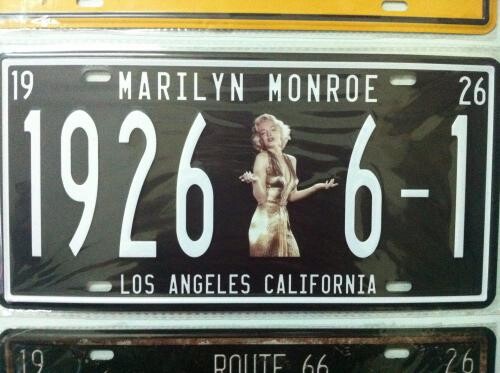 19 MARILYN MONROE 26
1926 6-1
LOS ANGELES CALIFORNIA
19 ROUTE 66 26